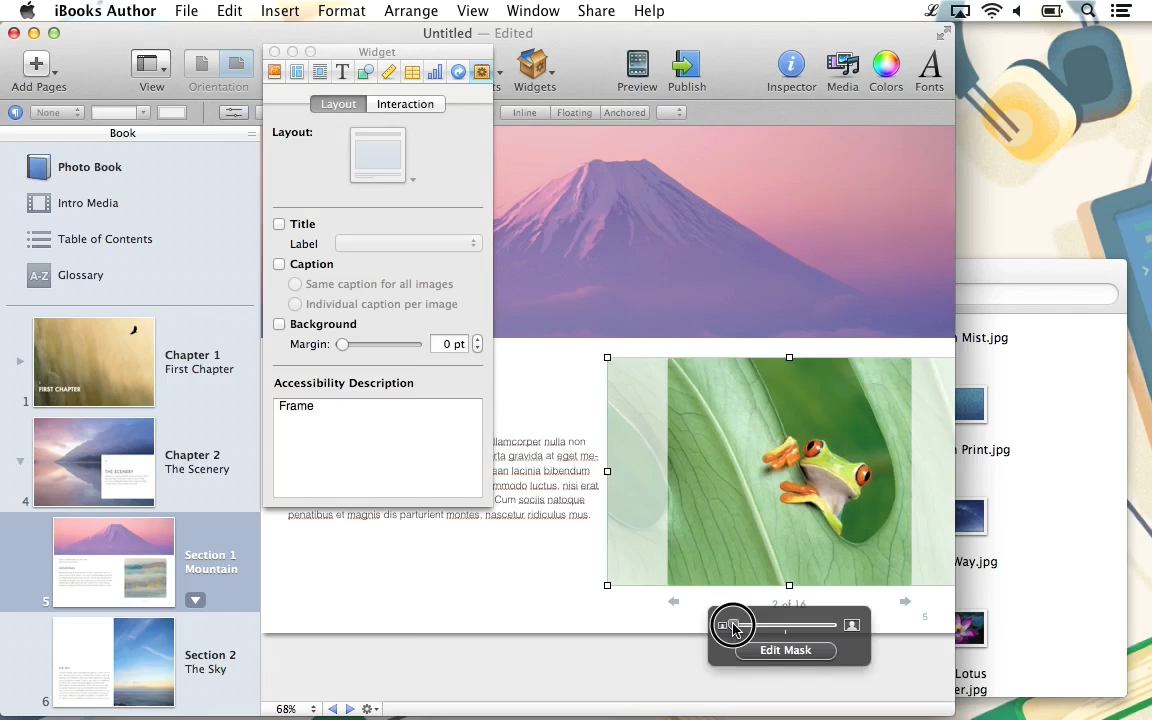 iBooks Author File Edit Insert Format Arrange View Window Share Help
Untitled — Edited
Widget
Add Pages View Orientation Widgets Preview Publish Inspector Media Colors Fonts
None Inline Floating Anchored
Book
Layout Interaction
Layout:
Photo Book
Intro Media
Table of Contents
A-Z Glossary
Title
Label
Caption
Same caption for all images
Individual caption per image
Background
Margin: 0 pt
Accessibility Description
Frame
FIRST CHAPTER
Chapter 1
First Chapter
1
THE SCENERY
Chapter 2
The Scenery
4
Section 1
Mountain
5
Section 2
The Sky
6
llamcorper nulla non
rta gravida at eget me-
ean lacinia bibendum
mmodo luctus, nisi erat
Cum sociis natoque
penatibus et magnis dis parturient montes, nascetur ridiculus mus.
2 of 16
5
Edit Mask
68%
n Mist.jpg
n Print.jpg
Way.jpg
Lotus
er.jpg